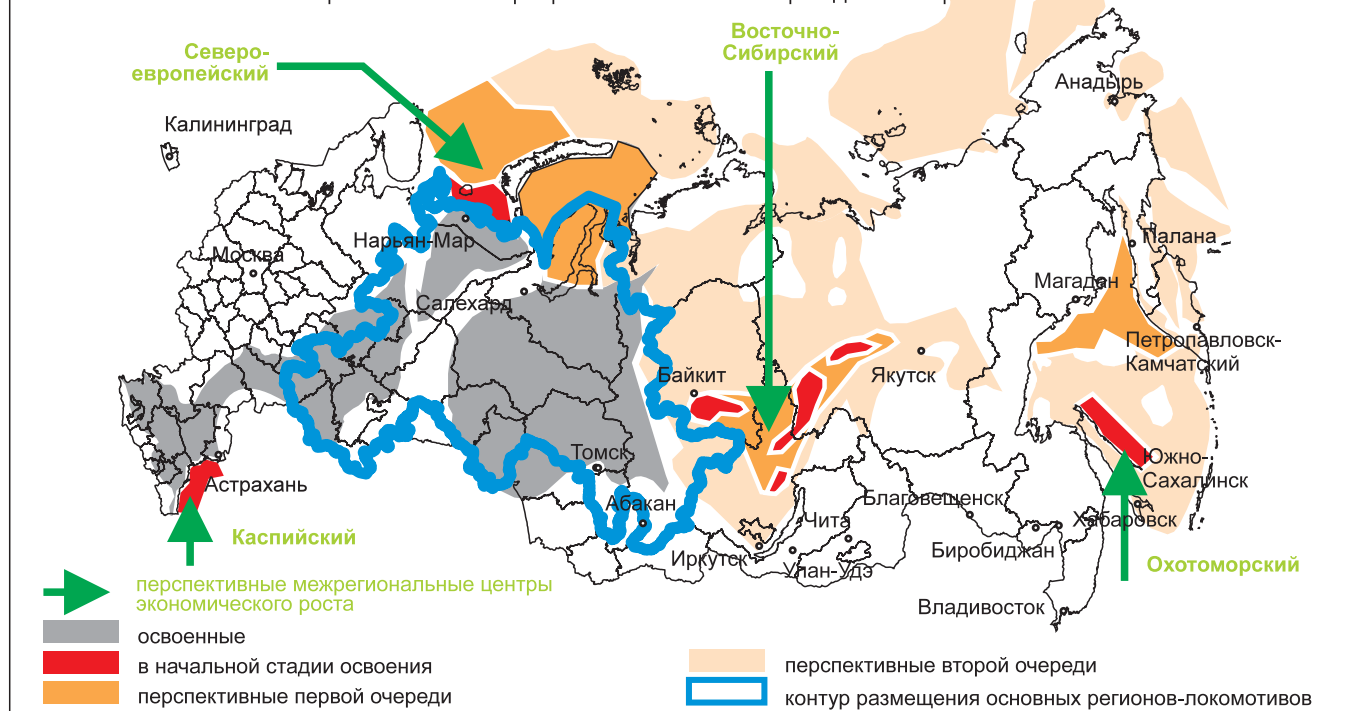 Восточно-
Сибирский
Северо-
европейский
Анадырь
Калининград
Нарьян-Мар
Палана
Москва
Магадан
Салехард
Петропавловск-
Камчатский
Байкит
Якутск
Томск
Южно-
Сахалинск
Астрахань
Абакан
Благовещенск
Чита
Хабаровск
Каспийский
Биробиджан
Иркутск
Улан-Удэ
Охотоморский
перспективные межрегиональные центры
экономического роста
Владивосток
освоенные
в начальной стадии освоения
перспективные второй очереди
перспективные первой очереди
контур размещения основных регионов-локомотивов